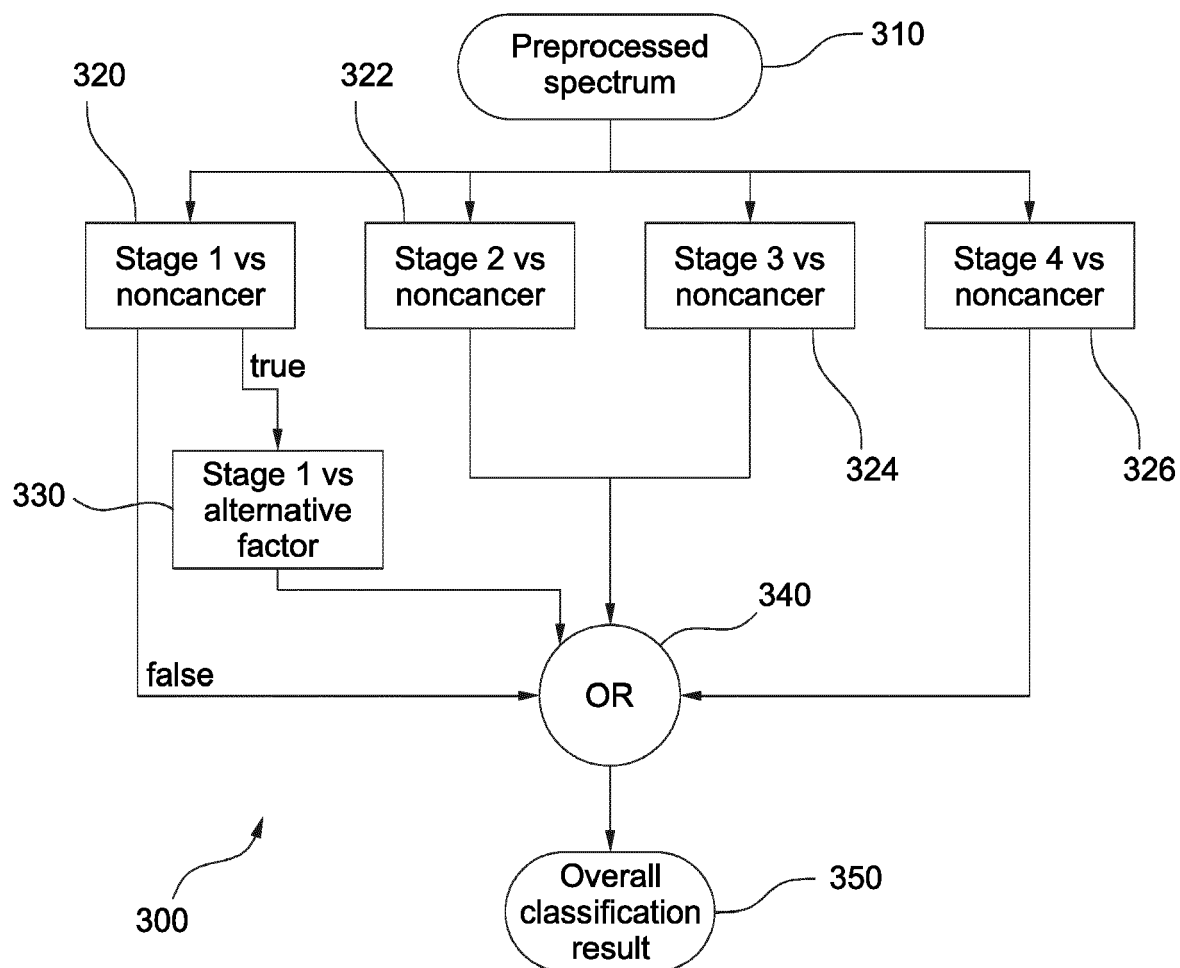 Preprocessed
spectrum
310
320
322
Stage 1 vs
noncancer
Stage 2 vs
noncancer
Stage 3 vs
noncancer
Stage 4 vs
noncancer
true
324
326
330
Stage 1 vs
alternative
factor
340
false
OR
300
Overall
classification
result
350